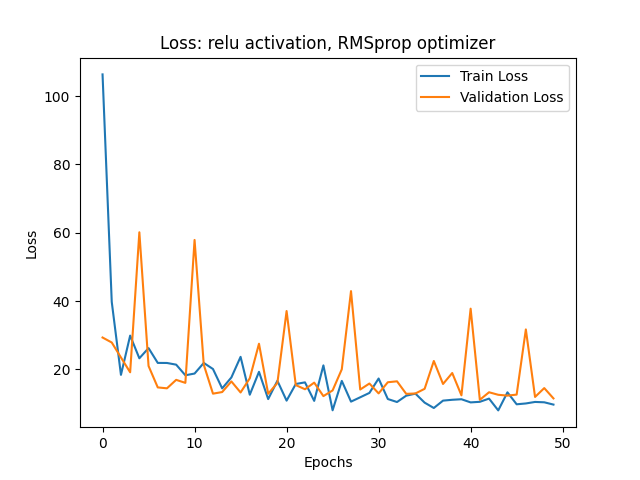 Loss: relu activation, RMSprop optimizer
Train Loss
Validation Loss
100
80
60
40
20
Loss
0 10 20 30 40 50
Epochs